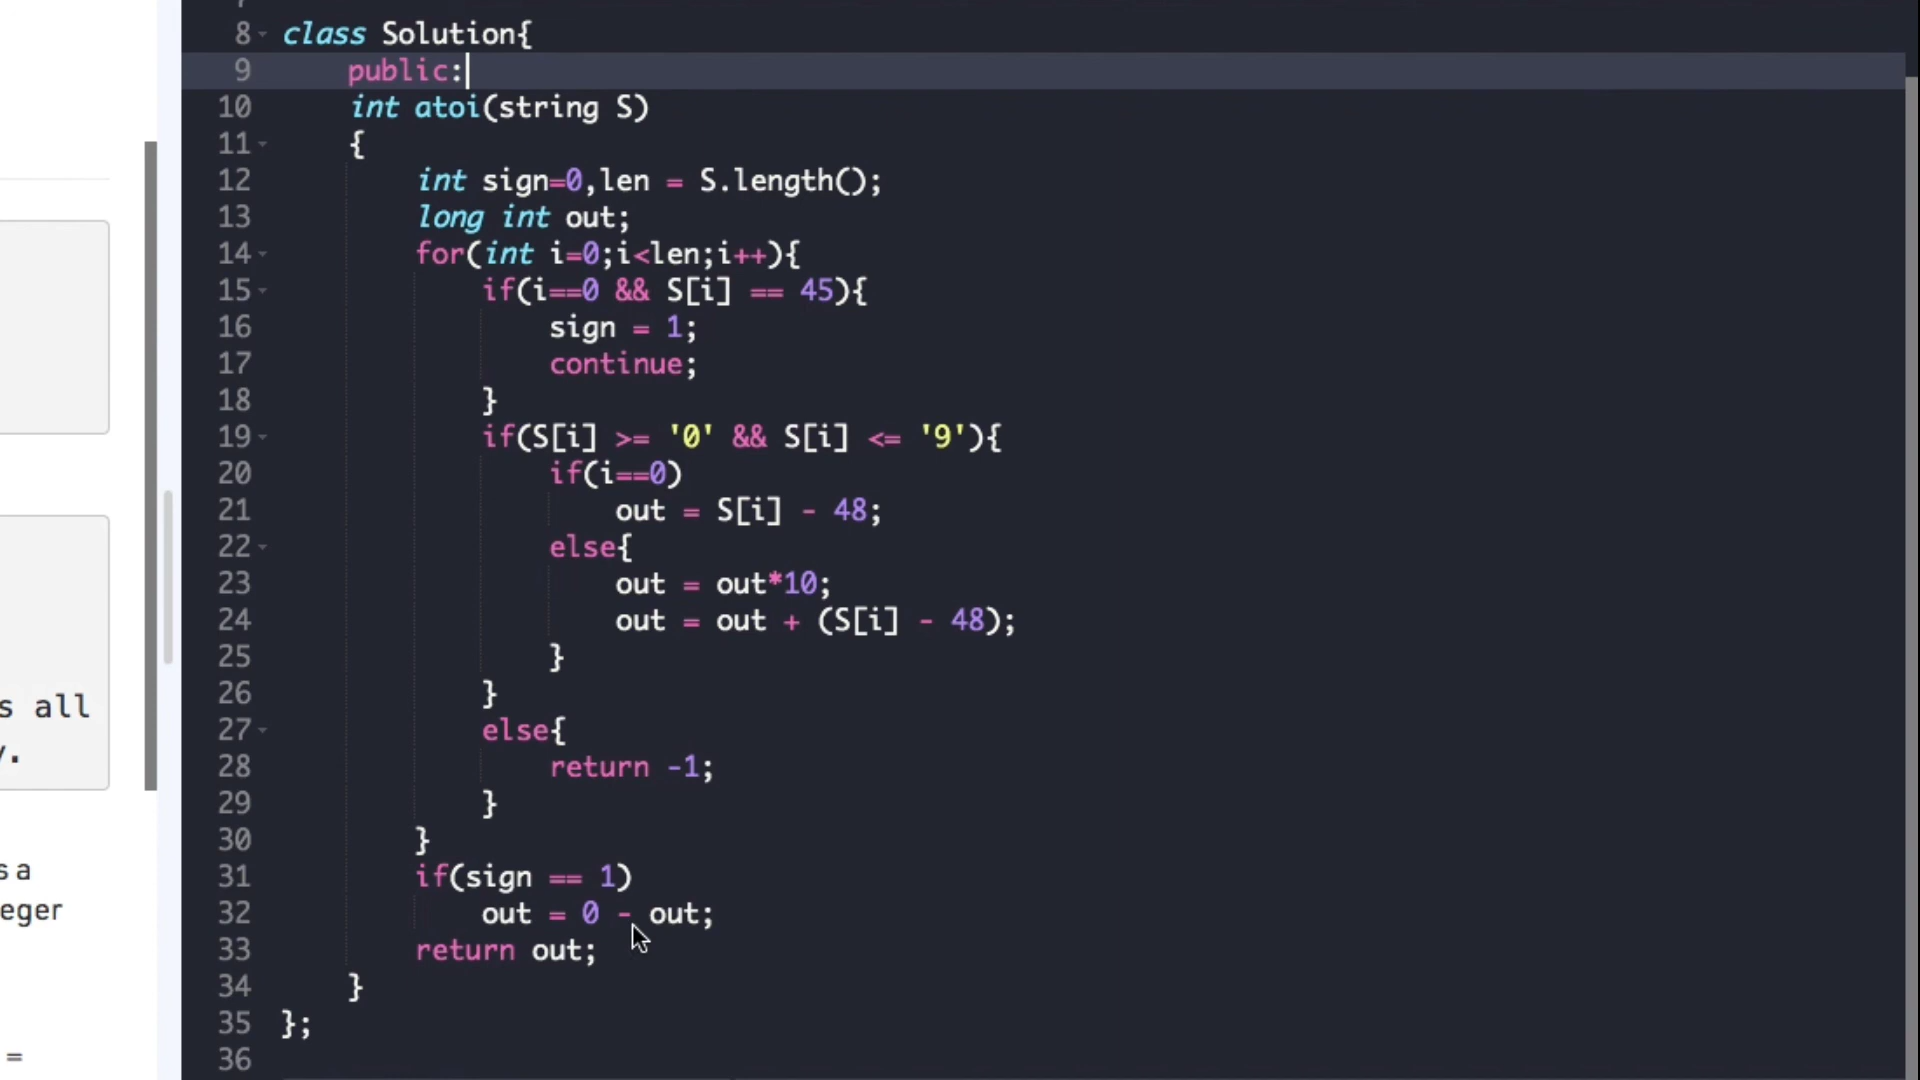 8 class Solution{
9 public:
10 int atoi(string S)
11 {
12 int sign=0,len = S.length();
13 long int out;
14 for(int i=0;i<len;i++){
15 if(i==0 && S[i] == 45){
16 sign = 1;
17 continue;
18 }
19 if(S[i] >= '0' && S[i] <= '9'){
20 if(i==0)
21 out = S[i] - 48;
22 else{
23 out = out*10;
24 out = out + (S[i] - 48);
25 }
26 }
27 else{
28 return -1;
29 }
30 }
31 if(sign == 1)
32 out = 0 - out;
33 return out;
34 }
35 };
36
s all
y.
s a
eger
=